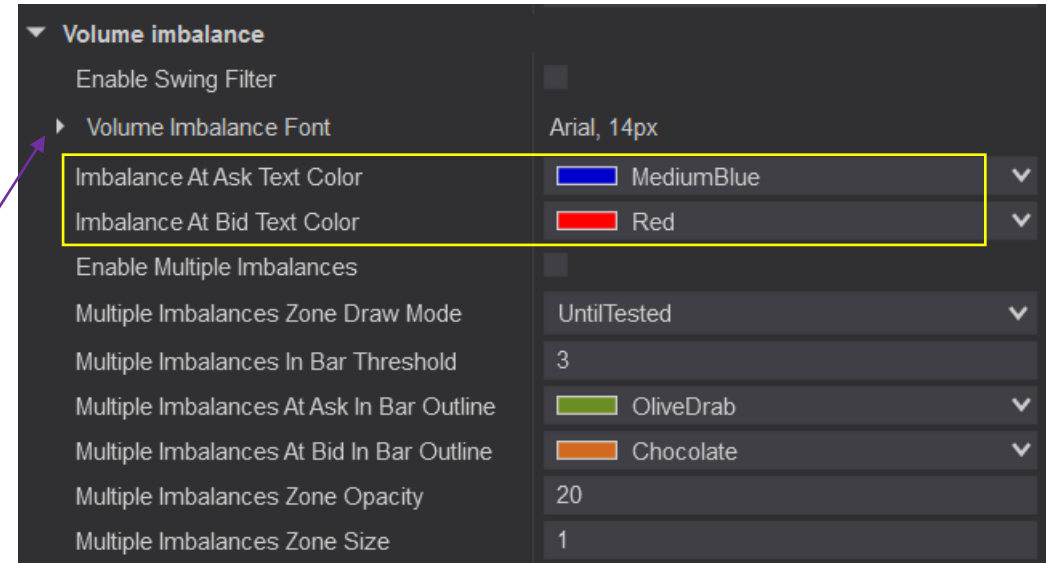 Volume imbalance
Enable Swing Filter
Volume Imbalance Font Arial, 14px
Imbalance At Ask Text Color MediumBlue
Imbalance At Bid Text Color Red
Enable Multiple Imbalances
Multiple Imbalances Zone Draw Mode UntilTested
Multiple Imbalances In Bar Threshold 3
Multiple Imbalances At Ask In Bar Outline OliveDrab
Multiple Imbalances At Bid In Bar Outline Chocolate
Multiple Imbalances Zone Opacity 20
Multiple Imbalances Zone Size 1